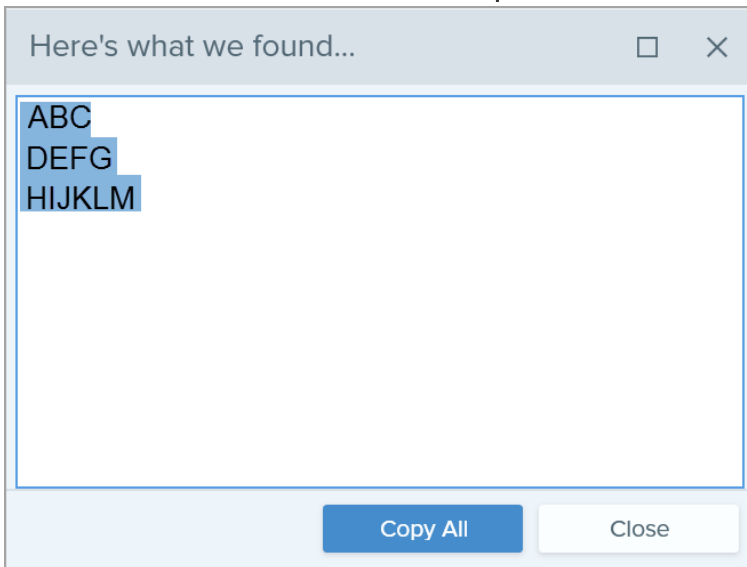 Here's what we found...
ABC
DEFG
HIJKLM
Copy All Close